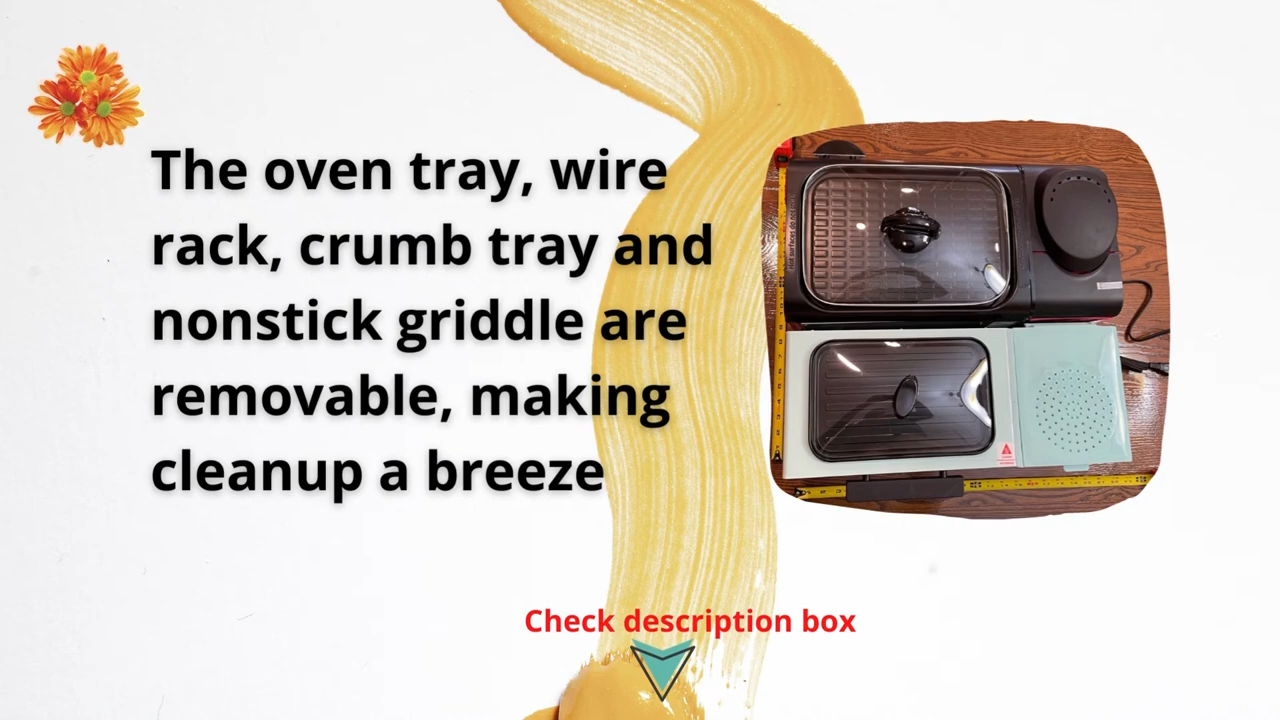 The oven tray, wire
rack, crumb tray and
nonstick griddle are
removable, making
cleanup a breeze
Check description box